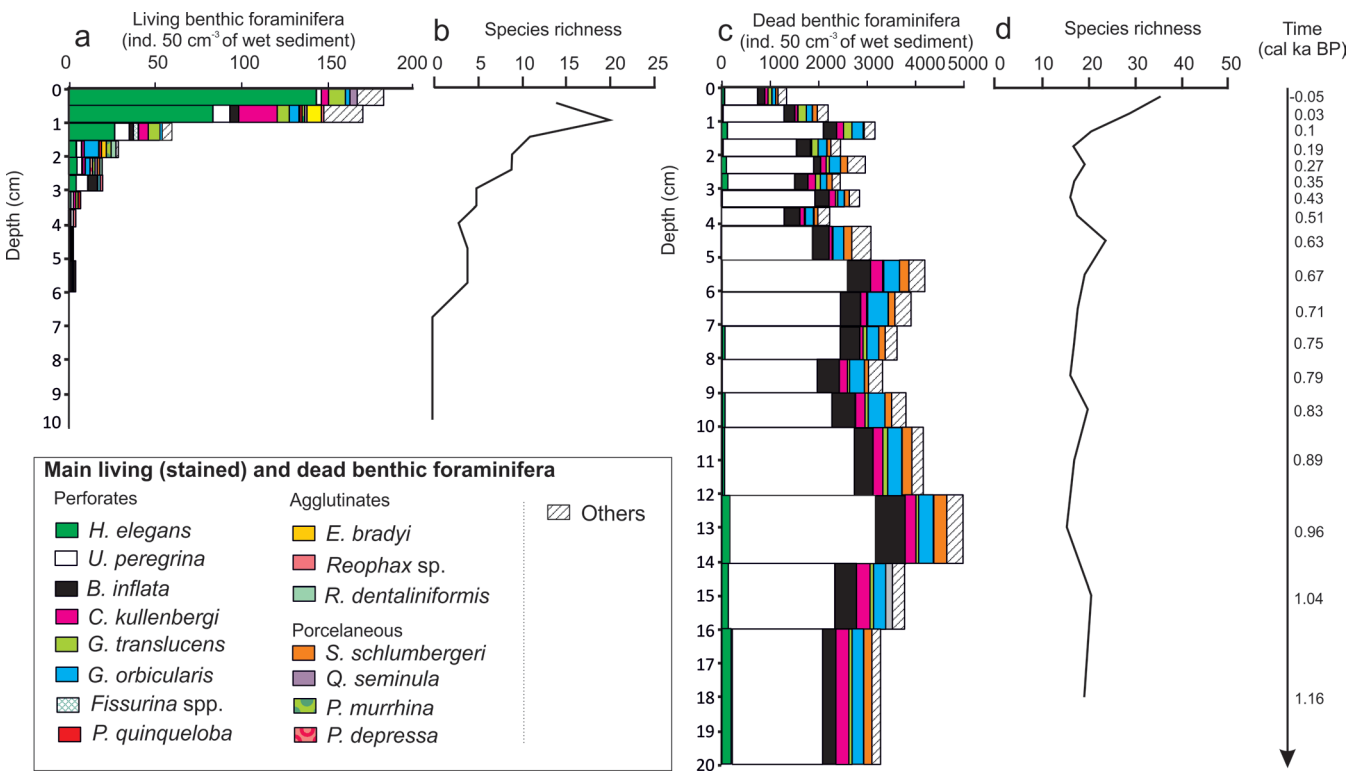 a
Living benthic foraminifera
(ind. 50 cm⁻³ of wet sediment)
0 50 100 150 200
Depth (cm)
0
1
2
3
4
5
6
7
8
9
10
b
Species richness
0 5 10 15 20 25
c
Dead benthic foraminifera
(ind. 50 cm⁻³ of wet sediment)
0 1000 2000 3000 4000 5000
Depth (cm)
0
1
2
3
4
5
6
7
8
9
10
11
12
13
14
15
16
17
18
19
20
d
Species richness
0 10 20 30 40 50
Time
(cal ka BP)
-0.05
0.03
0.1
0.19
0.27
0.35
0.43
0.51
0.63
0.67
0.71
0.75
0.79
0.83
0.89
0.96
1.04
1.16
Main living (stained) and dead benthic foraminifera
Perforates
H. elegans
U. peregrina
B. inflata
C. kullenbergi
G. translucens
G. orbicularis
Fissurina spp.
P. quinqueloba
Agglutinates
E. bradyi
Reophax sp.
R. dentaliniformis
Porcelaneous
S. schlumbergeri
Q. seminula
P. murrhina
P. depressa
Others